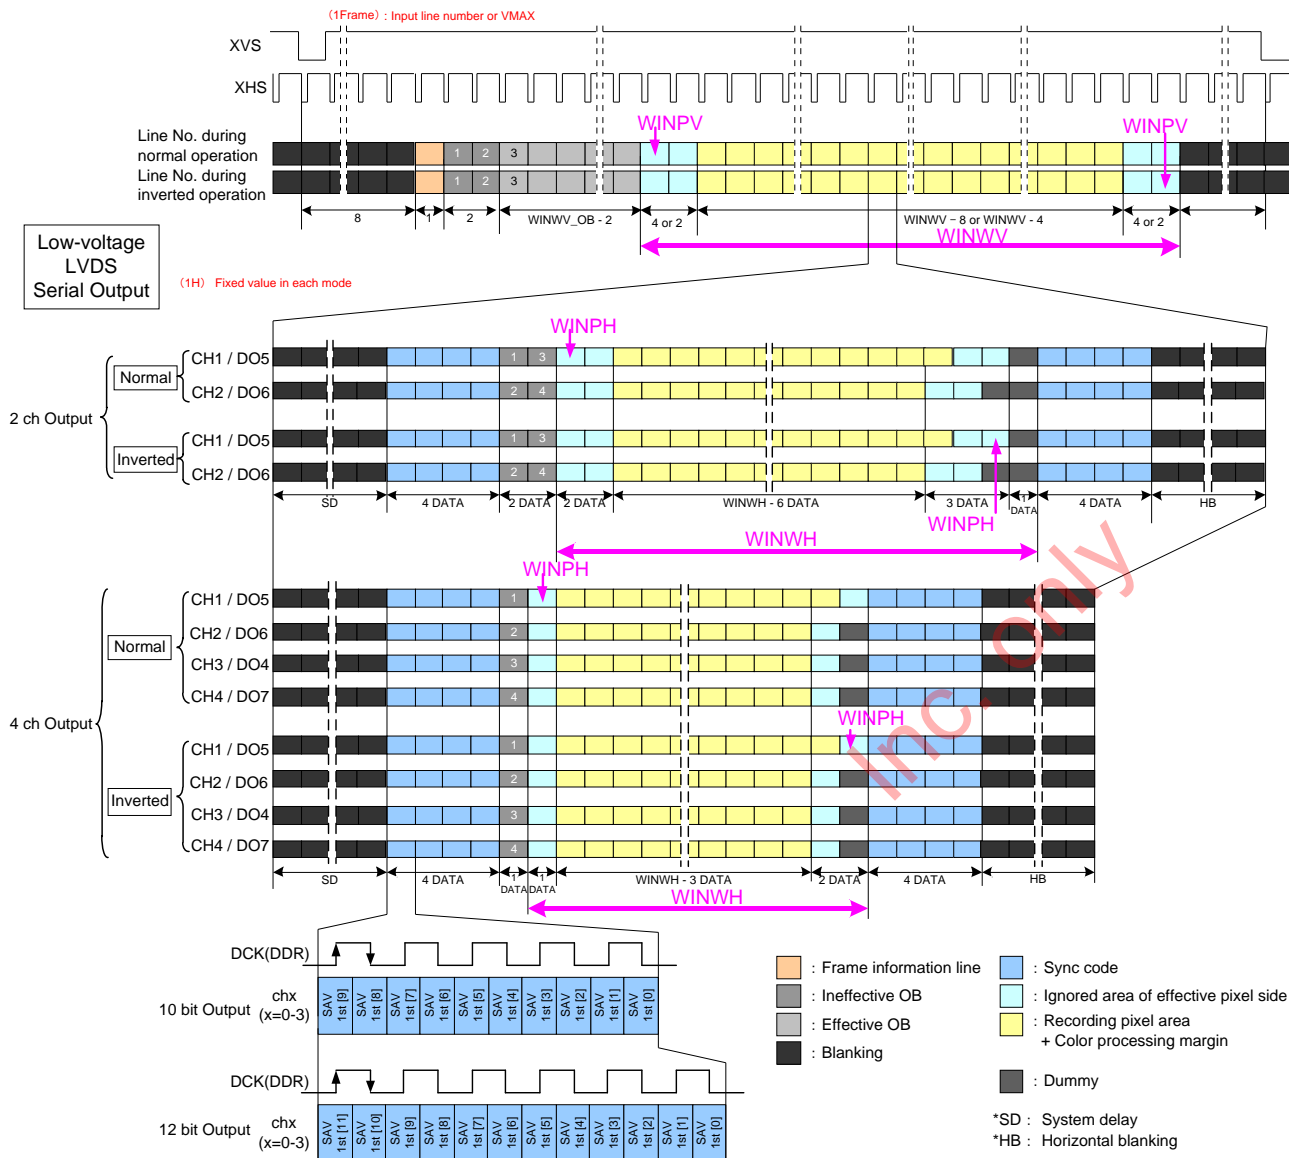 (1Frame) : Input line number or VMAX
XVS
XHS
WINPV
WINPV
Line No. during
normal operation
1 2 3
Line No. during
inverted operation
1 2 3
8
1
2
WINWV_OB - 2
4 or 2
WINWV – 8 or WINWV - 4
4 or 2
WINWV
Low-voltage
LVDS
Serial Output
(1H) Fixed value in each mode
WINPH
2 ch Output
Normal
CH1 / DO5
1 3
CH2 / DO6
2 4
Inverted
CH1 / DO5
1 3
CH2 / DO6
2 4
SD
4 DATA
2 DATA
2 DATA
WINWH - 6 DATA
3 DATA
1
DATA
4 DATA
HB
WINPH
WINWH
WINPH
4 ch Output
Normal
CH1 / DO5
1
CH2 / DO6
2
CH3 / DO4
3
CH4 / DO7
4
WINPH
Inverted
CH1 / DO5
1
CH2 / DO6
2
CH3 / DO4
3
CH4 / DO7
4
SD
4 DATA
1
DATA
1
DATA
WINWH - 3 DATA
2 DATA
4 DATA
HB
WINWH
Inc. only
DCK(DDR)
10 bit Output
chx
(x=0-3)
SAV 1st [9]
SAV 1st [8]
SAV 1st [7]
SAV 1st [6]
SAV 1st [5]
SAV 1st [4]
SAV 1st [3]
SAV 1st [2]
SAV 1st [1]
SAV 1st [0]
DCK(DDR)
12 bit Output
chx
(x=0-3)
SAV 1st [11]
SAV 1st [10]
SAV 1st [9]
SAV 1st [8]
SAV 1st [7]
SAV 1st [6]
SAV 1st [5]
SAV 1st [4]
SAV 1st [3]
SAV 1st [2]
SAV 1st [1]
SAV 1st [0]
: Frame information line
: Ineffective OB
: Effective OB
: Blanking
: Sync code
: Ignored area of effective pixel side
: Recording pixel area
+ Color processing margin
: Dummy
*SD : System delay
*HB : Horizontal blanking